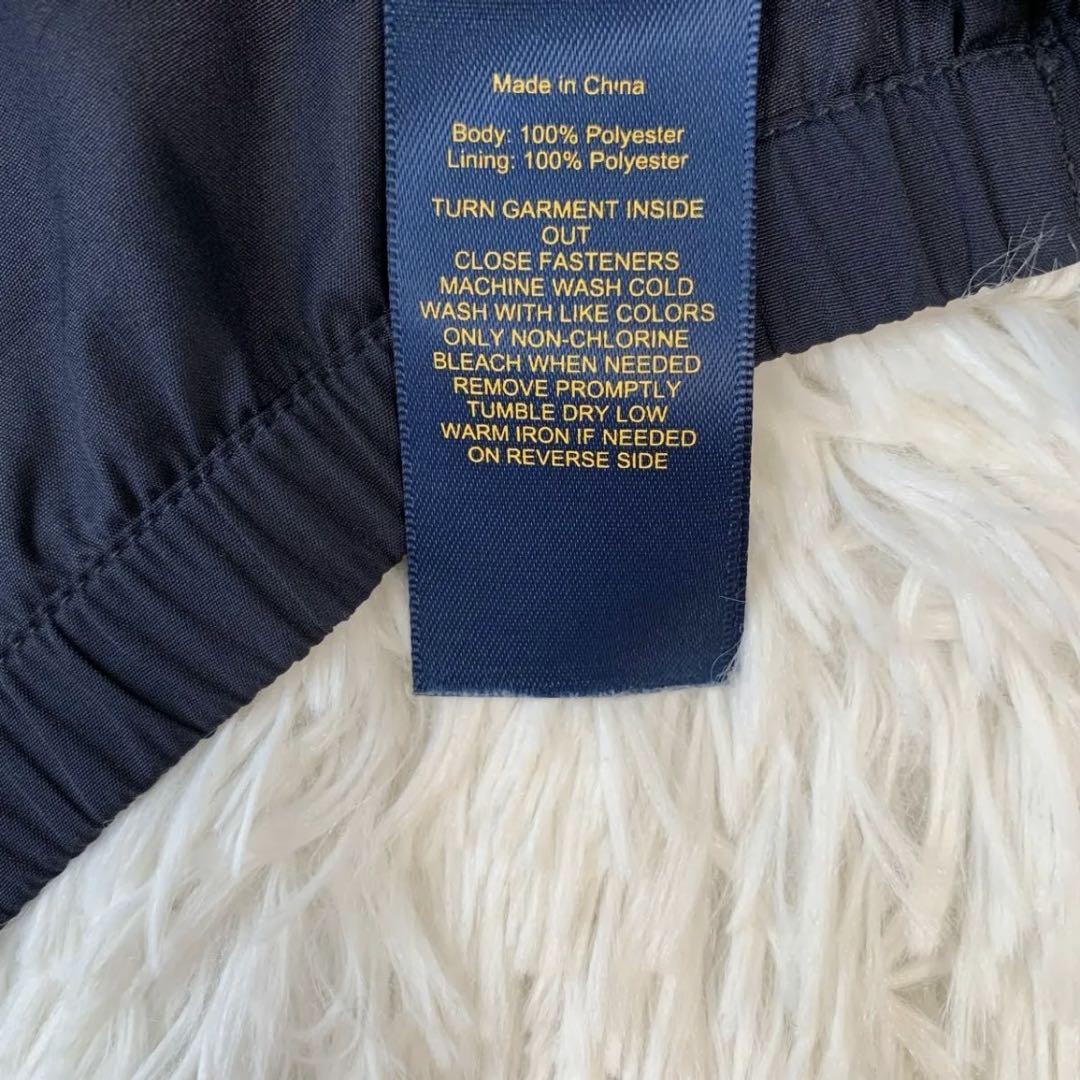 Made in China
Body: 100% Polyester
Lining: 100% Polyester
TURN GARMENT INSIDE
OUT
CLOSE FASTENERS
MACHINE WASH COLD
WASH WITH LIKE COLORS
ONLY NON-CHLORINE
BLEACH WHEN NEEDED
REMOVE PROMPTLY
TUMBLE DRY LOW
WARM IRON IF NEEDED
ON REVERSE SIDE